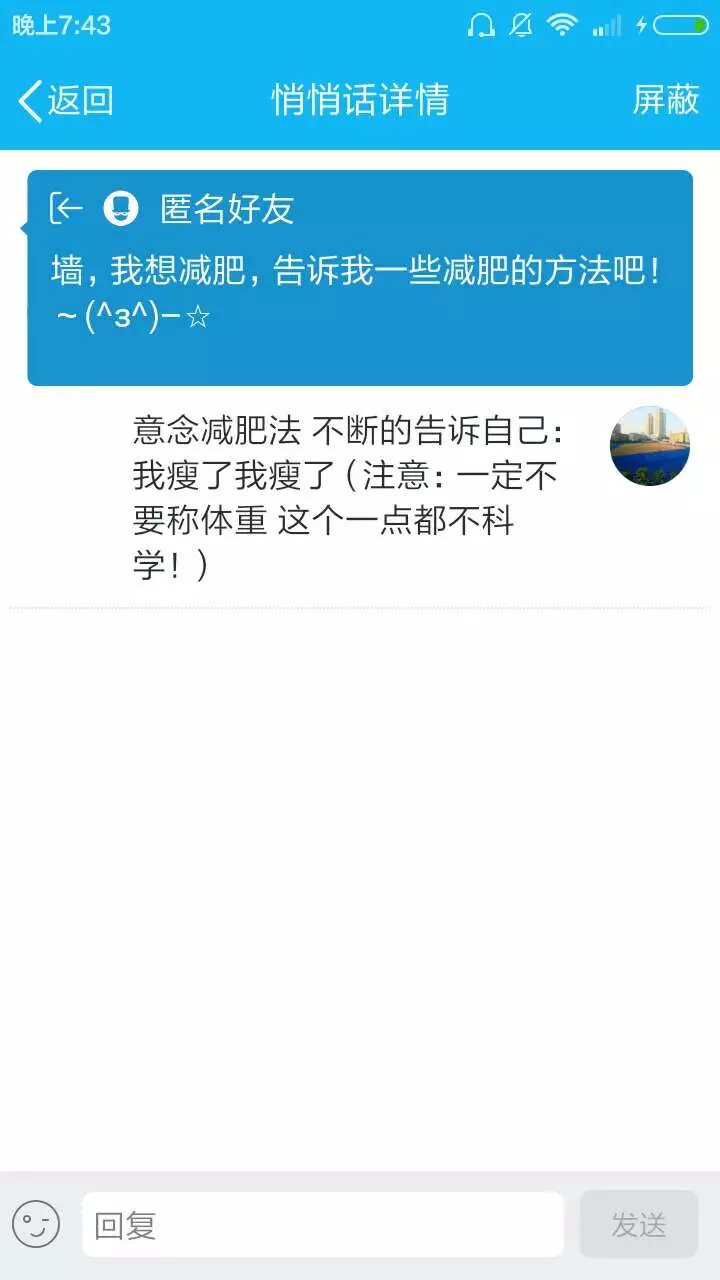 晚上7:43
返回 悄悄话详情 屏蔽
匿名好友
墙，我想减肥，告诉我一些减肥的方法吧！
~(^з^)-☆
意念减肥法 不断的告诉自己：
我瘦了我瘦了（注意：一定不
要称体重 这个一点都不科
学！）
回复 发送